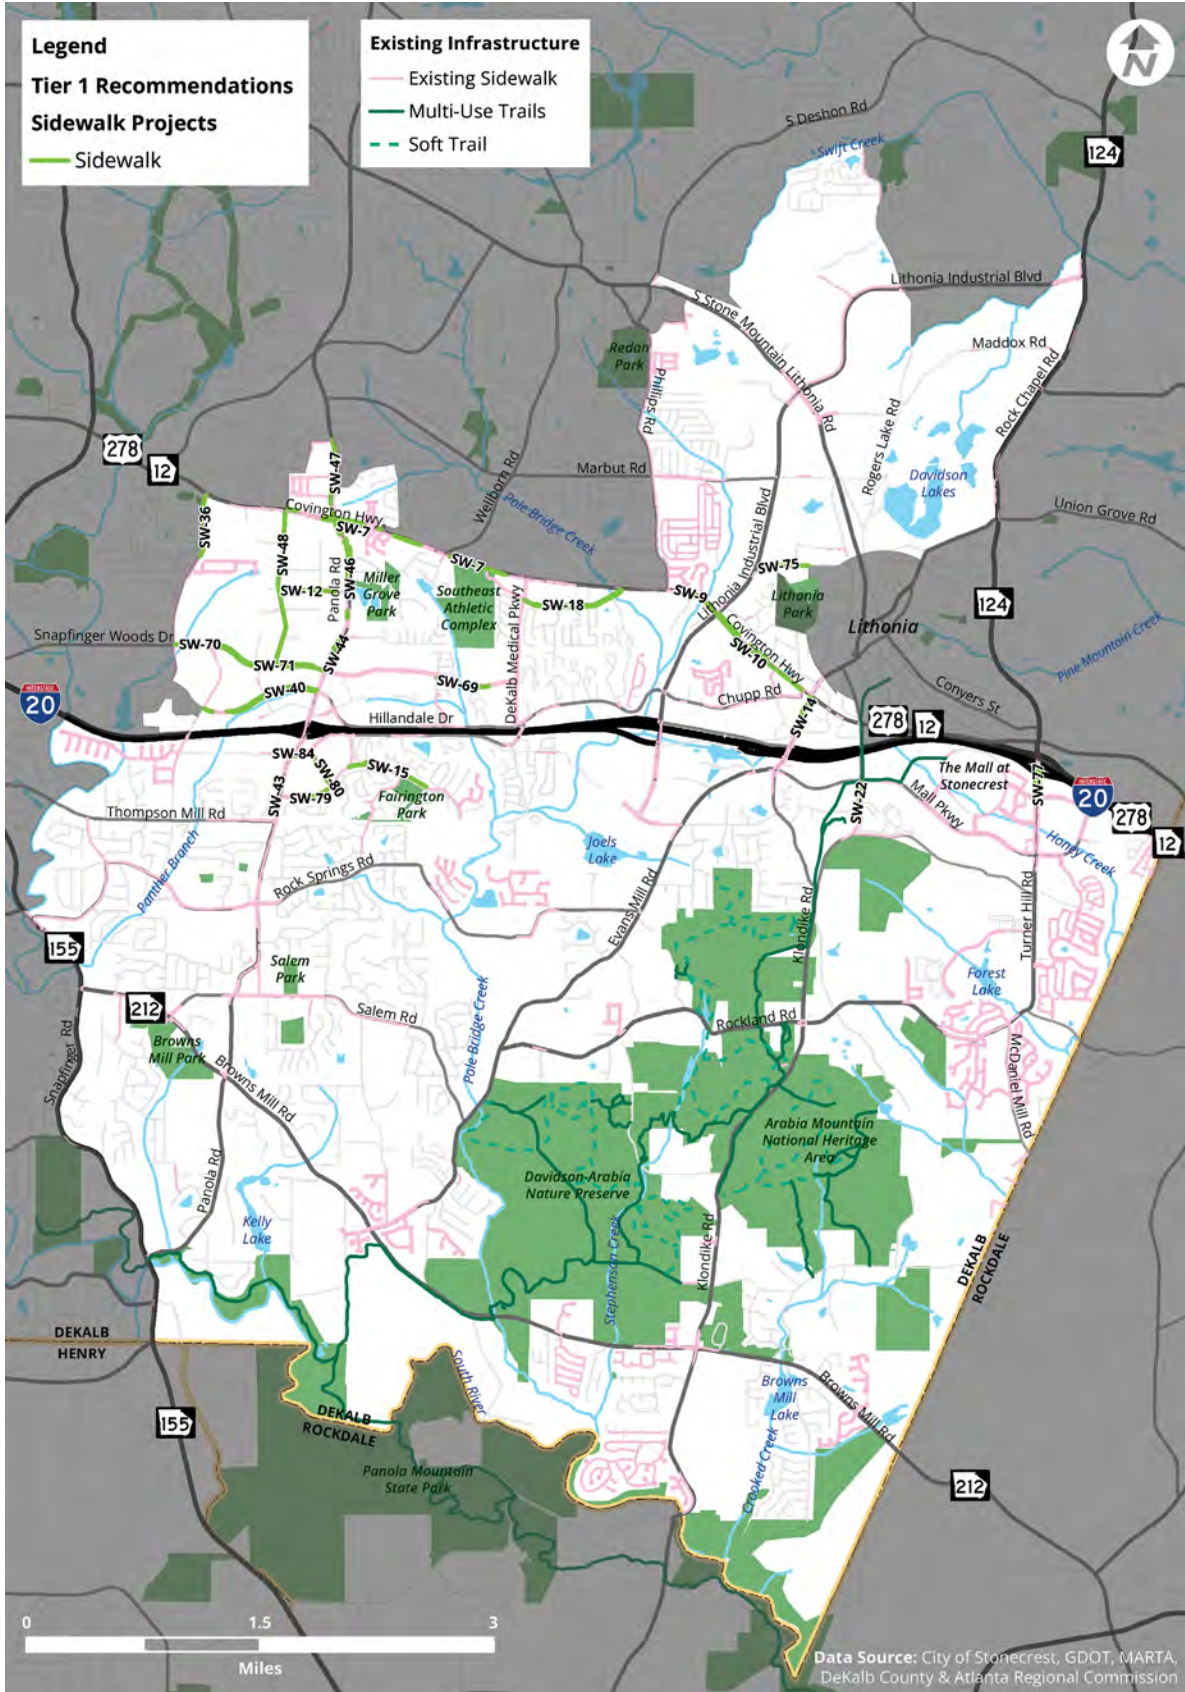 Legend
Tier 1 Recommendations
Sidewalk Projects
Sidewalk
Existing Infrastructure
Existing Sidewalk
Multi-Use Trails
Soft Trail
N
S Deshon Rd
Swift Creek
124
Lithonia Industrial Blvd
S Stone Mountain Lithonia Rd
Maddox Rd
Redan
Park
Phillips Rd
Rock Chapel Rd
Rogers Lake Rd
278
12
SW-47
Wellborn Rd
Marbut Rd
Davidson
Lakes
Covington Hwy
SW-36
SW-7
Pole Bridge Creek
Lithonia Industrial Blvd
Union Grove Rd
SW-48
SW-7
SW-75
SW-12
Panola Rd
SW-46
Miller
Grove
Park
Southeast
Athletic
Complex
SW-18
SW-9
Lithonia
Park
124
DeKalb Medical Pkwy
Covington Hwy
Lithonia
Snapfinger Woods Dr
SW-70
SW-44
SW-10
Pine Mountain Creek
SW-71
SW-69
SW-40
Chupp Rd
Conyers St
INTERSTATE
20
Hillandale Dr
SW-14
278
12
SW-84
SW-80
SW-15
The Mall at
Stonecrest
SW-77
INTERSTATE
20
SW-43
SW-79
Fairington
Park
SW-22
Mall Pkwy
278
12
Thompson Mill Rd
Panther Branch
Joels
Lake
Honey Creek
Rock Springs Rd
Evans Mill Rd
Klondike Rd
Turner Hill Rd
155
Salem
Park
Forest
Lake
212
Salem Rd
Pole Bridge Creek
Rockland Rd
Snapfinger Rd
Browns
Mill Park
Browns Mill Rd
McDaniel Mill Rd
Arabia Mountain
National Heritage
Area
Panola Rd
Davidson-Arabia
Nature Preserve
Kelly
Lake
Stephenson Creek
Klondike Rd
DEKALB
ROCKDALE
DEKALB
HENRY
South River
Browns
Mill
Lake
Browns Mill Rd
155
DEKALB
ROCKDALE
Panola Mountain
State Park
Crooked Creek
212
0
1.5
3
Miles
Data Source: City of Stonecrest, GDOT, MARTA,
DeKalb County & Atlanta Regional Commission